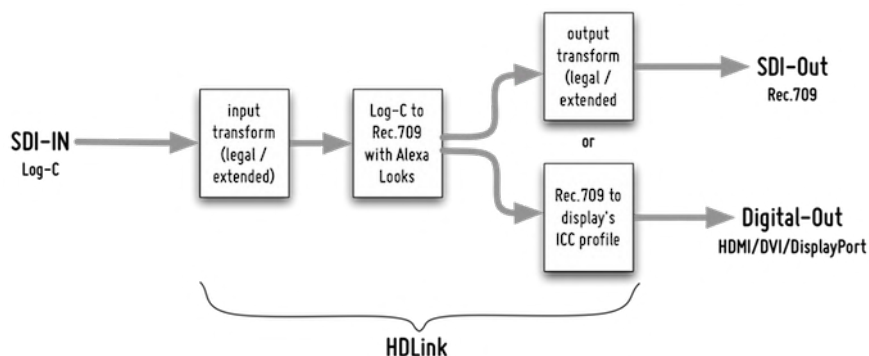 SDI-IN
Log-C
input
transform
(legal /
extended)
Log-C to
Rec.709
with Alexa
Looks
output
transform
(legal /
extended
or
Rec.709 to
display's
ICC profile
SDI-Out
Rec.709
Digital-Out
HDMI/DVI/DisplayPort
HDLink